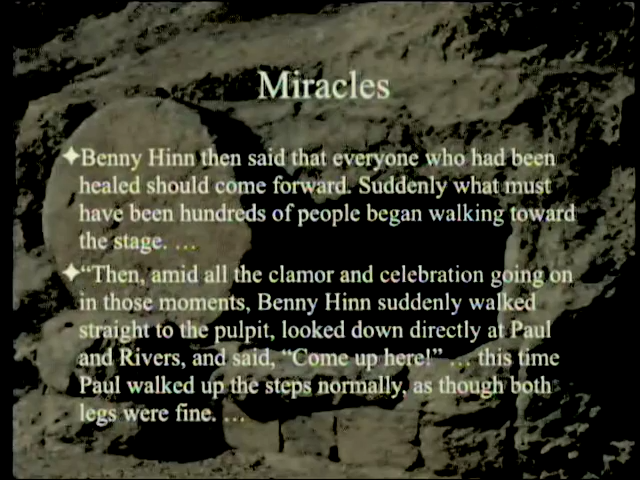 Miracles
✦Benny Hinn then said that everyone who had been
healed should come forward. Suddenly what must
have been hundreds of people began walking toward
the stage. …
✦“Then, amid all the clamor and celebration going on
in those moments, Benny Hinn suddenly walked
straight to the pulpit, looked down directly at Paul
and Rivers, and said, “Come up here!” … this time
Paul walked up the steps normally, as though both
legs were fine. …